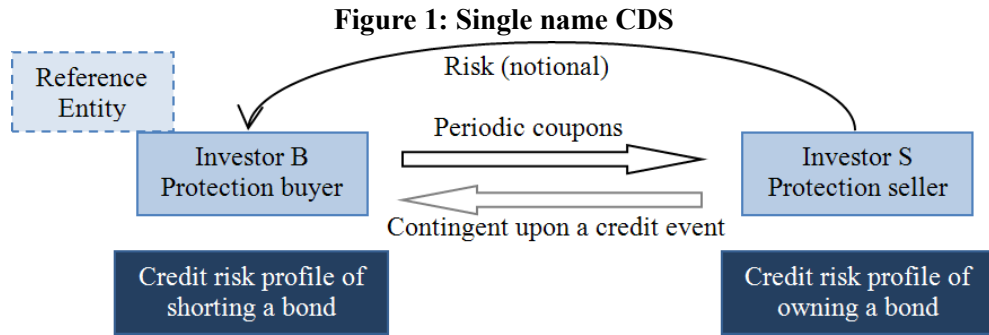 Figure 1: Single name CDS
Reference
Entity
Risk (notional)
Periodic coupons
Investor B
Protection buyer
Investor S
Protection seller
Contingent upon a credit event
Credit risk profile of
shorting a bond
Credit risk profile of
owning a bond